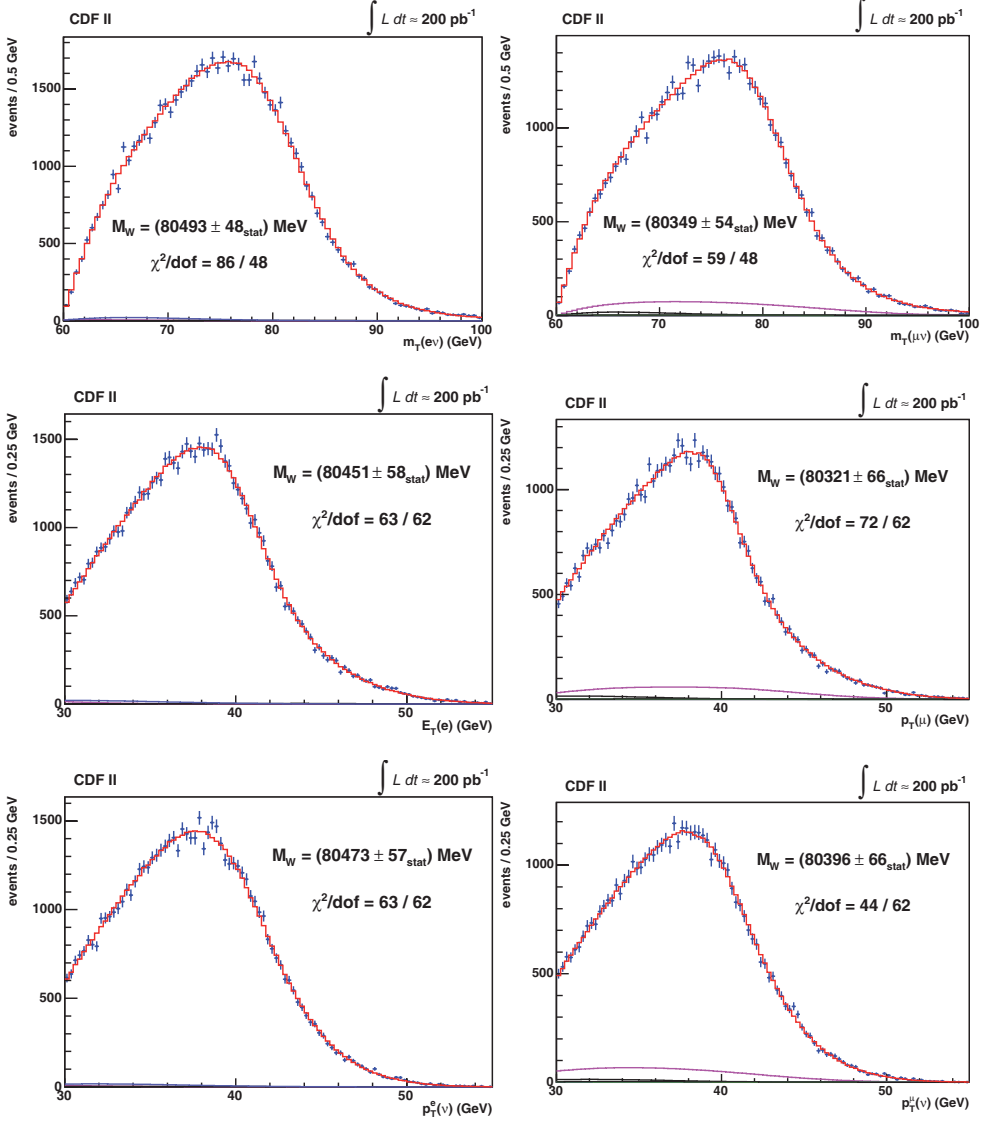 CDF II
∫ L dt ≈ 200 pb⁻¹
events / 0.5 GeV
1500
1000
500
0
M_W = (80493 ± 48_stat) MeV
χ²/dof = 86 / 48
60 70 80 90 100
m_T(eν) (GeV)
CDF II
∫ L dt ≈ 200 pb⁻¹
events / 0.5 GeV
1000
500
0
M_W = (80349 ± 54_stat) MeV
χ²/dof = 59 / 48
60 70 80 90 100
m_T(μν) (GeV)
CDF II
∫ L dt ≈ 200 pb⁻¹
events / 0.25 GeV
1500
1000
500
0
M_W = (80451 ± 58_stat) MeV
χ²/dof = 63 / 62
30 40 50
E_T(e) (GeV)
CDF II
∫ L dt ≈ 200 pb⁻¹
events / 0.25 GeV
1000
500
0
M_W = (80321 ± 66_stat) MeV
χ²/dof = 72 / 62
30 40 50
p_T(μ) (GeV)
CDF II
∫ L dt ≈ 200 pb⁻¹
events / 0.25 GeV
1500
1000
500
0
M_W = (80473 ± 57_stat) MeV
χ²/dof = 63 / 62
30 40 50
p_T^e(ν) (GeV)
CDF II
∫ L dt ≈ 200 pb⁻¹
events / 0.25 GeV
1000
500
0
M_W = (80396 ± 66_stat) MeV
χ²/dof = 44 / 62
30 40 50
p_T^μ(ν) (GeV)